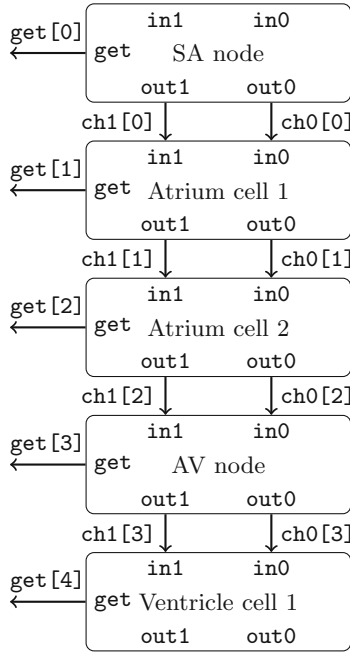 in1 in0
get[0] get SA node
out1 out0
ch1[0] ch0[0]
in1 in0
get[1] get Atrium cell 1
out1 out0
ch1[1] ch0[1]
in1 in0
get[2] get Atrium cell 2
out1 out0
ch1[2] ch0[2]
in1 in0
get[3] get AV node
out1 out0
ch1[3] ch0[3]
in1 in0
get[4] get Ventricle cell 1
out1 out0